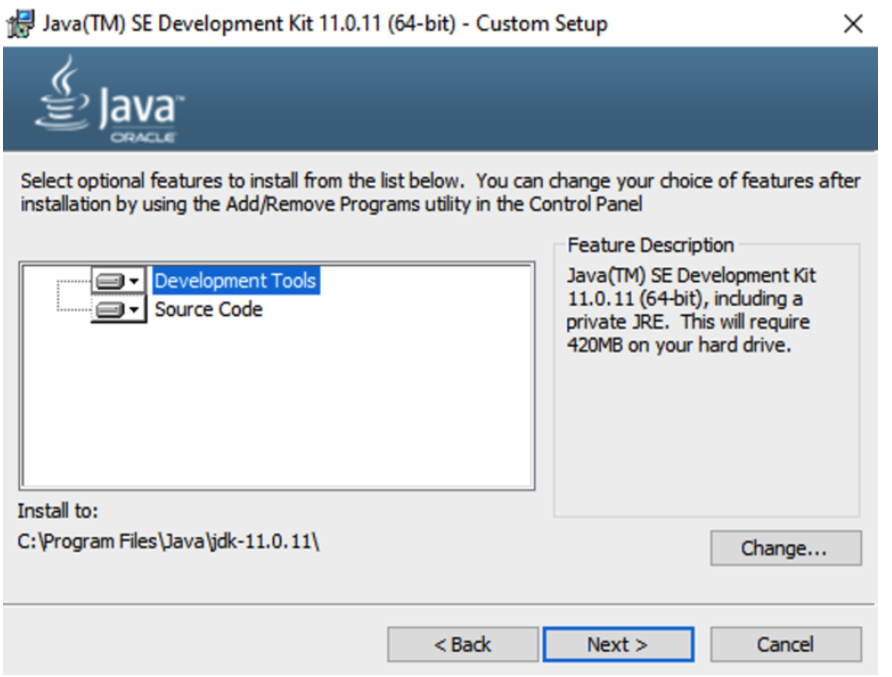 Java(TM) SE Development Kit 11.0.11 (64-bit) - Custom Setup
Java™
ORACLE
Select optional features to install from the list below.  You can change your choice of features after
installation by using the Add/Remove Programs utility in the Control Panel
Development Tools
Source Code
Feature Description
Java(TM) SE Development Kit
11.0.11 (64-bit), including a
private JRE.  This will require
420MB on your hard drive.
Install to:
C:\Program Files\Java\jdk-11.0.11\
Change...
< Back
Next >
Cancel